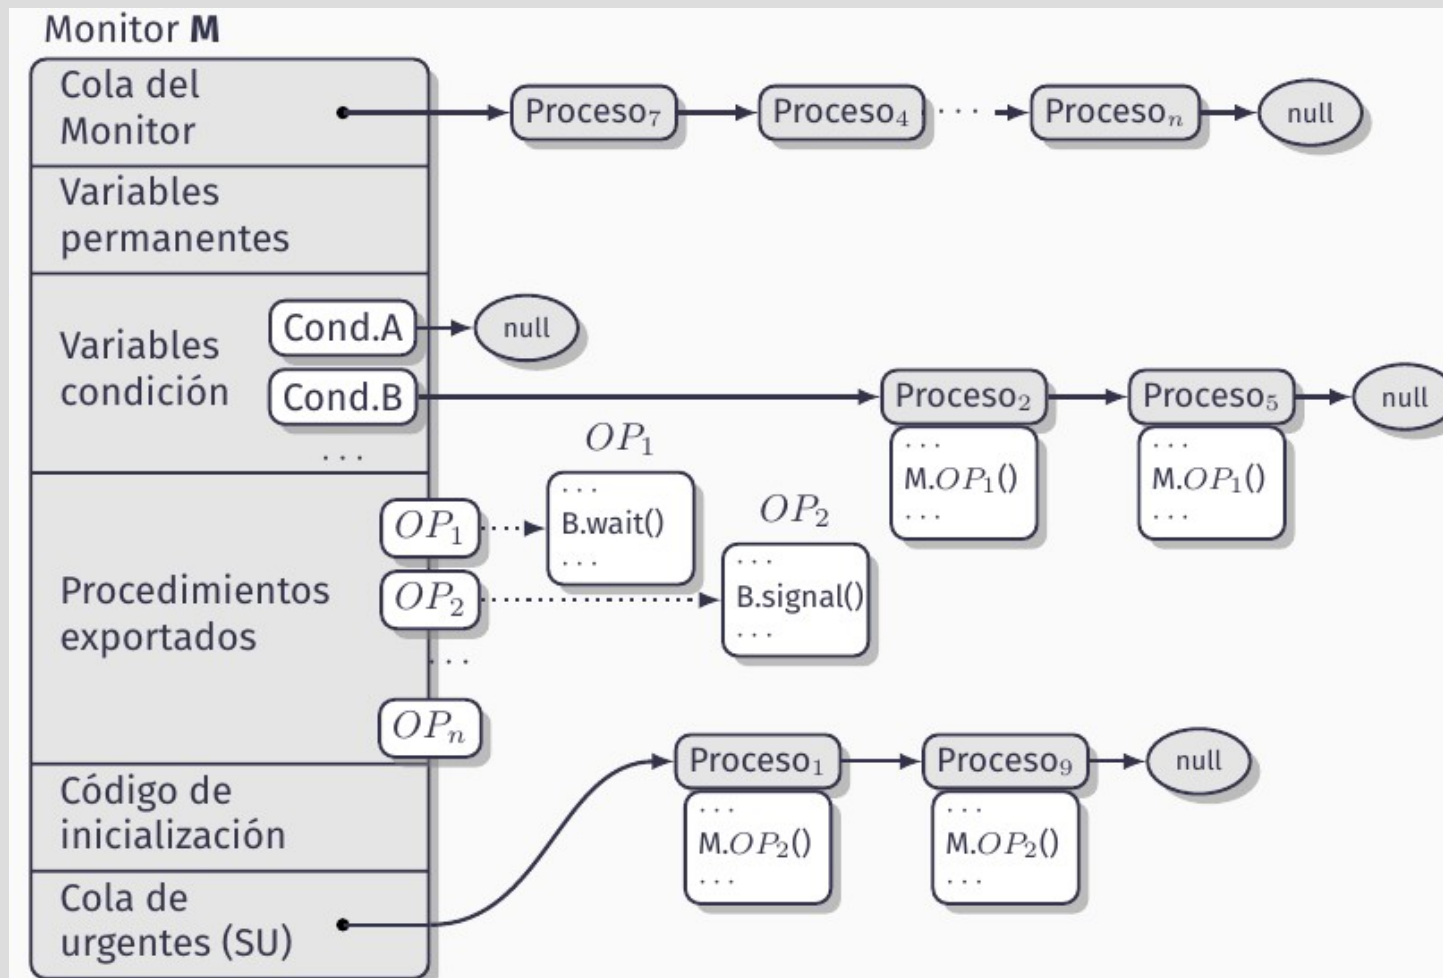 Monitor M
Cola del
Monitor
Proceso₇
Proceso₄
...
Procesoₙ
null
Variables
permanentes
Variables
condición
Cond.A
null
Cond.B
Proceso₂
Proceso₅
null
...
M.OP₁()
...
...
M.OP₁()
...
...
Procedimientos
exportados
OP₁
OP₁
...
B.wait()
...
OP₂
OP₂
...
B.signal()
...
...
OPₙ
Código de
inicialización
Cola de
urgentes (SU)
Proceso₁
Proceso₉
null
...
M.OP₂()
...
...
M.OP₂()
...